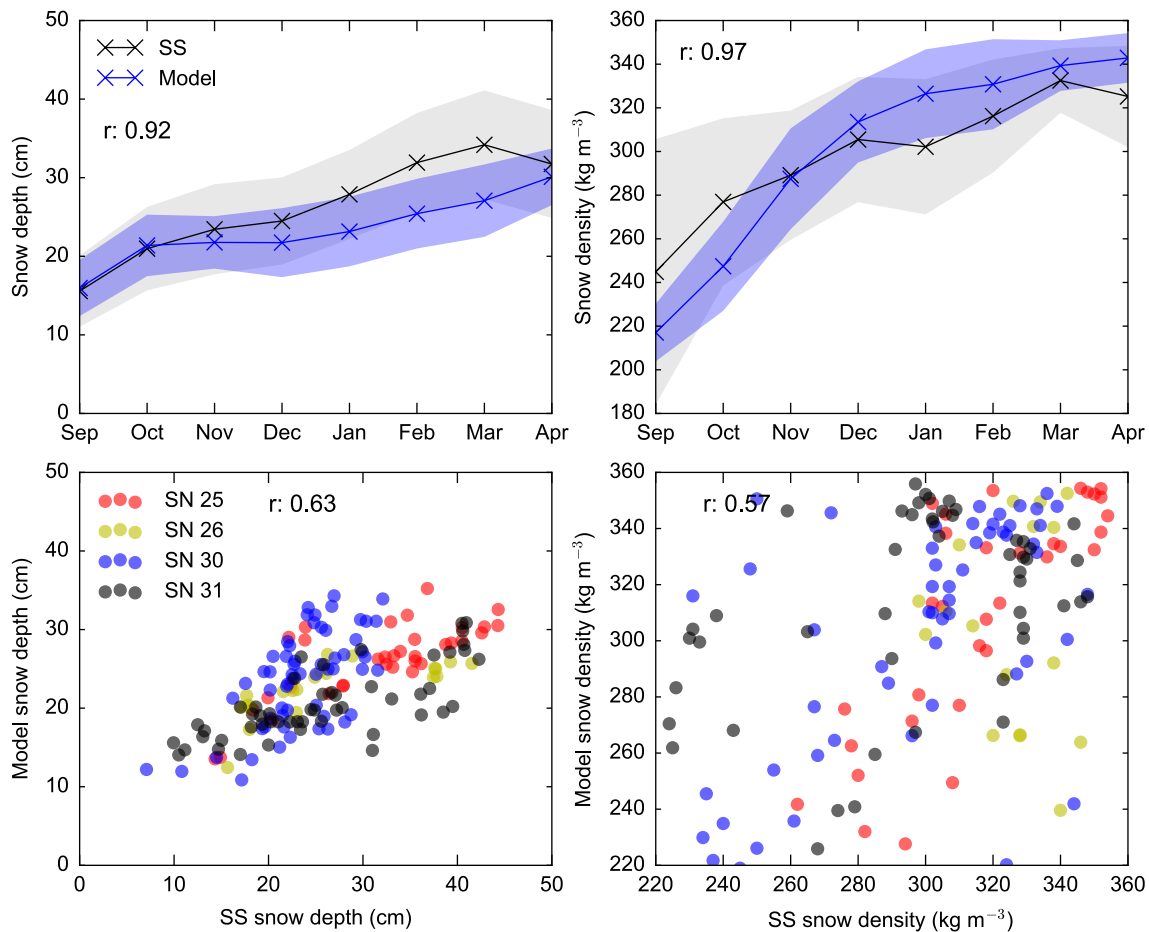 50
40
30
20
10
0
Snow depth (cm)
SS
Model
r: 0.92
Sep Oct Nov Dec Jan Feb Mar Apr
360
340
320
300
280
260
240
220
200
180
Snow density (kg m⁻³)
r: 0.97
Sep Oct Nov Dec Jan Feb Mar Apr
50
40
30
20
10
0
Model snow depth (cm)
SN 25
SN 26
SN 30
SN 31
r: 0.63
0 10 20 30 40 50
SS snow depth (cm)
360
340
320
300
280
260
240
220
Model snow density (kg m⁻³)
r: 0.57
220 240 260 280 300 320 340 360
SS snow density (kg m⁻³)